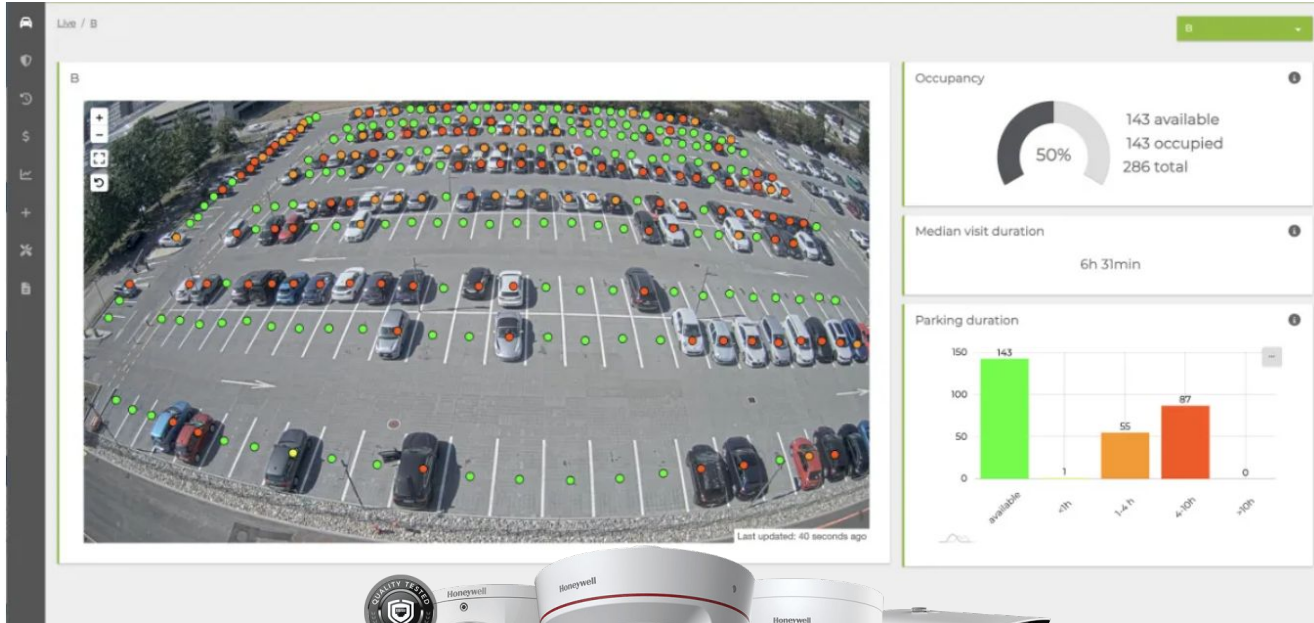 Live / B
B
B
+
−
Last updated: 40 seconds ago
Occupancy
50%
143 available
143 occupied
286 total
Median visit duration
6h 31min
Parking duration
150
100
50
0
143
1
55
87
0
available
<1h
1-4 h
4-10h
>10h
QUALITY TESTED
Honeywell
Honeywell
Honeywell